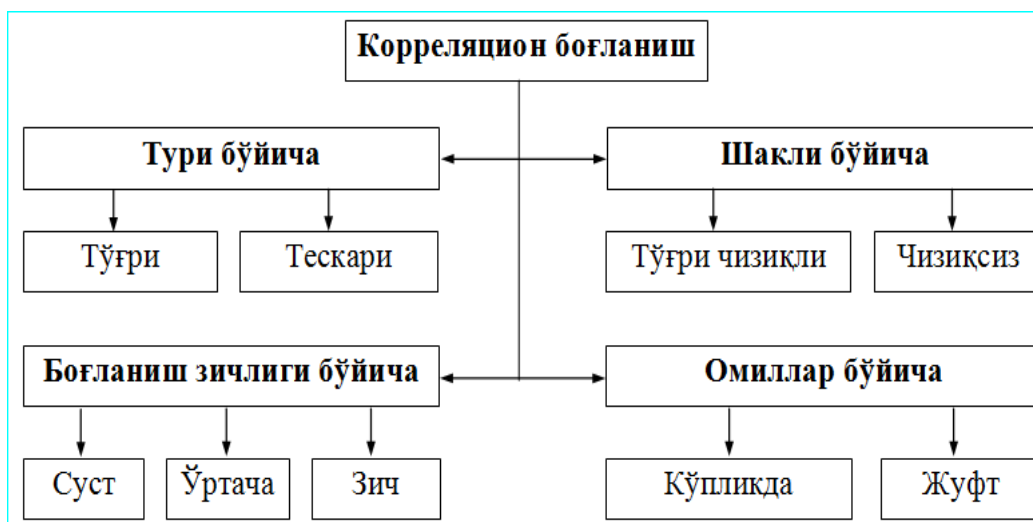 Корреляцион боғланиш
Тури бўйича
Шакли бўйича
Тўғри
Тескари
Тўғри чизиқли
Чизиқсиз
Боғланиш зичлиги бўйича
Омиллар бўйича
Суст
Ўртача
Зич
Кўпликда
Жуфт